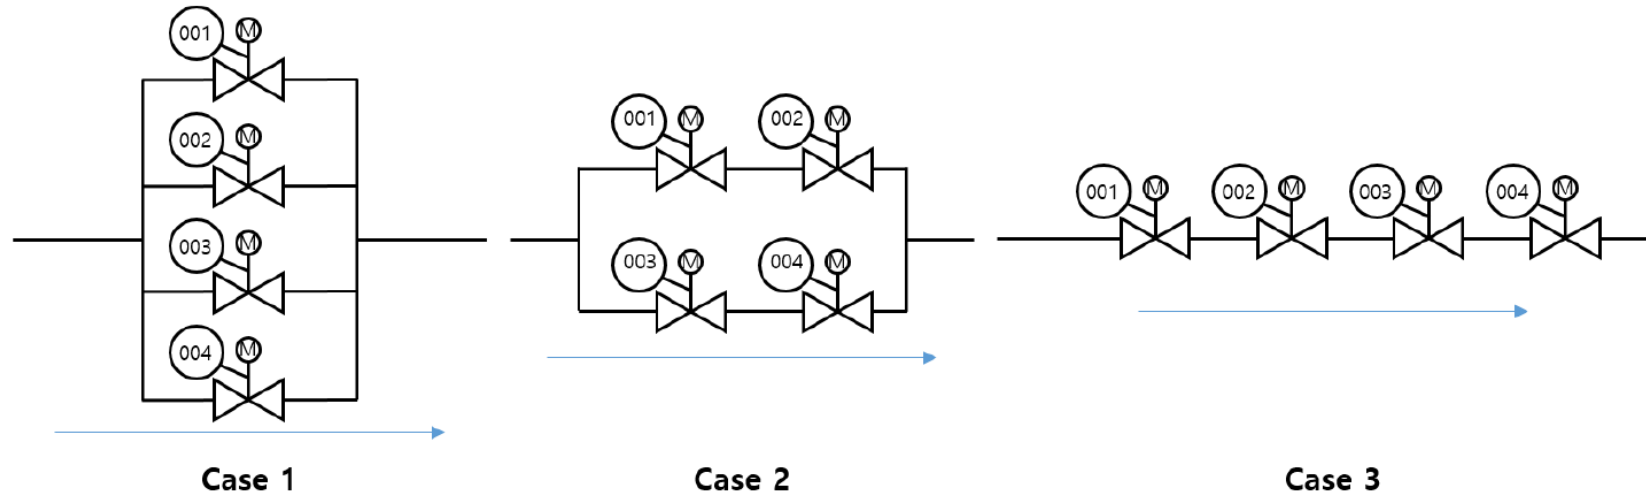 001 M
002 M
003 M
004 M
Case 1
001 M 002 M
003 M 004 M
Case 2
001 M 002 M 003 M 004 M
Case 3